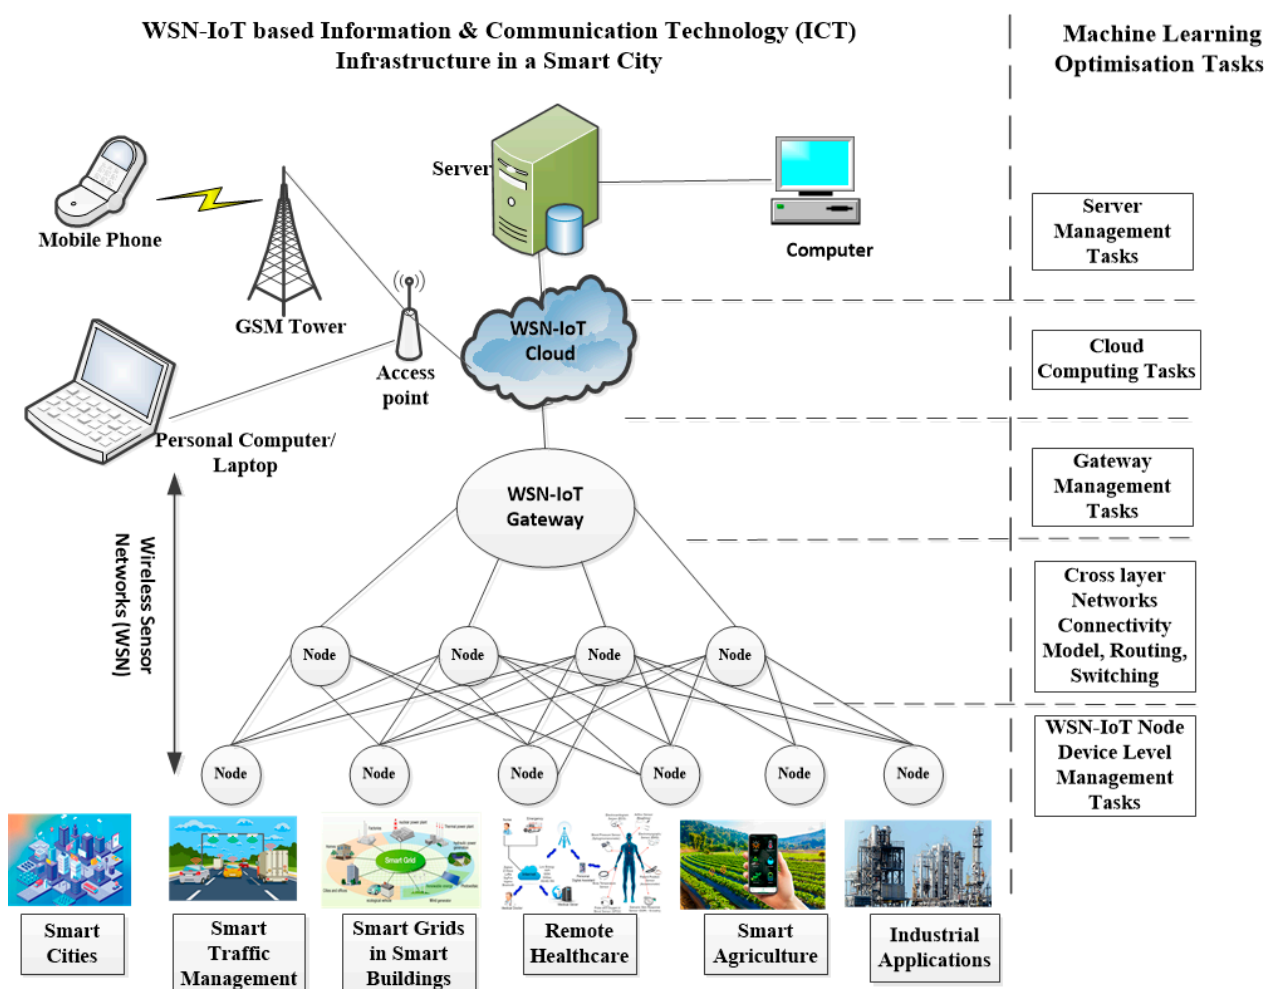 WSN-IoT based Information & Communication Technology (ICT)
Infrastructure in a Smart City
Machine Learning
Optimisation Tasks
Server
Mobile Phone
GSM Tower
Computer
Server
Management
Tasks
WSN-IoT
Cloud
Access
point
Cloud
Computing Tasks
Personal Computer/
Laptop
Gateway
Management
Tasks
WSN-IoT
Gateway
Wireless Sensor
Networks (WSN)
Cross layer
Networks
Connectivity
Model, Routing,
Switching
Node
Node
Node
Node
WSN-IoT Node
Device Level
Management
Tasks
Node
Node
Node
Node
Node
Node
Smart Grid
Smart
Cities
Smart
Traffic
Management
Smart Grids
in Smart
Buildings
Remote
Healthcare
Smart
Agriculture
Industrial
Applications